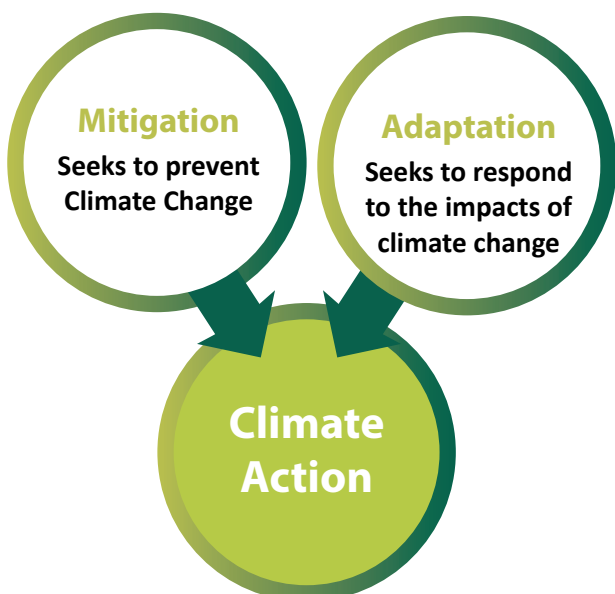 Mitigation
Seeks to prevent
Climate Change
Adaptation
Seeks to respond
to the impacts of
climate change
Climate
Action